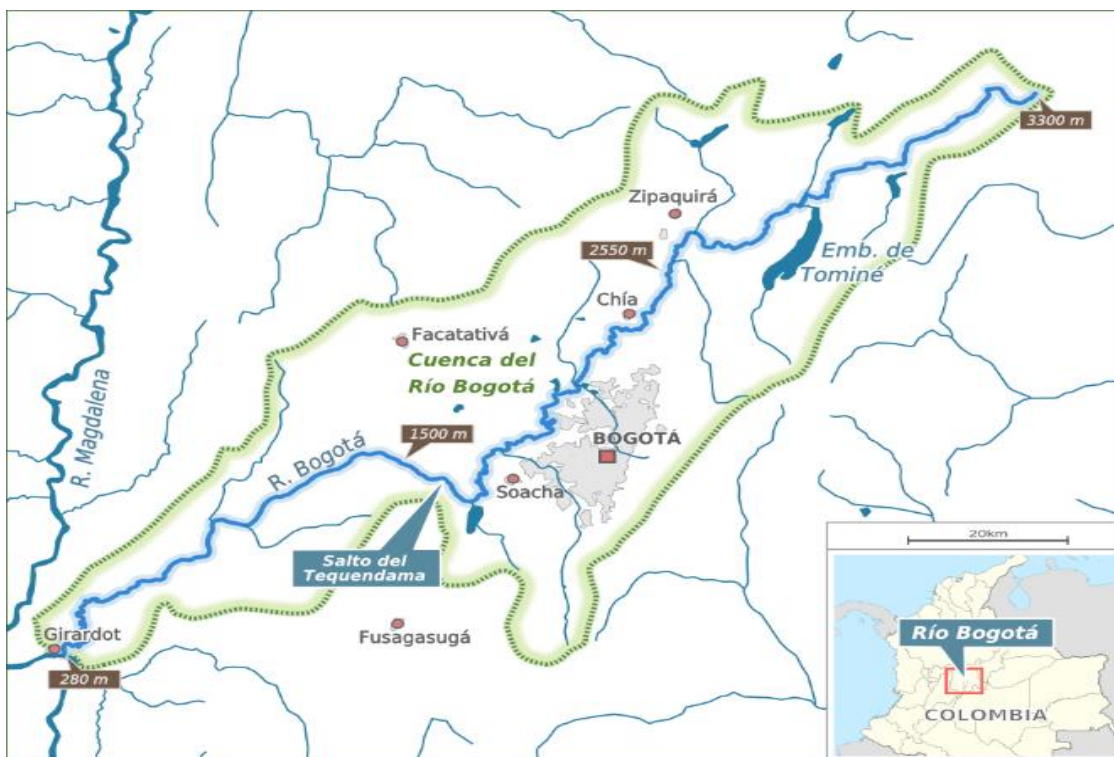 3300 m
Zipaquirá
2550 m
Emb. de
Tominé
Chía
Facatativá
Cuenca del
Río Bogotá
R. Magdalena
1500 m
R. Bogotá
BOGOTÁ
Soacha
Salto del
Tequendama
Girardot
Fusagasugá
280 m
20km
Río Bogotá
COLOMBIA